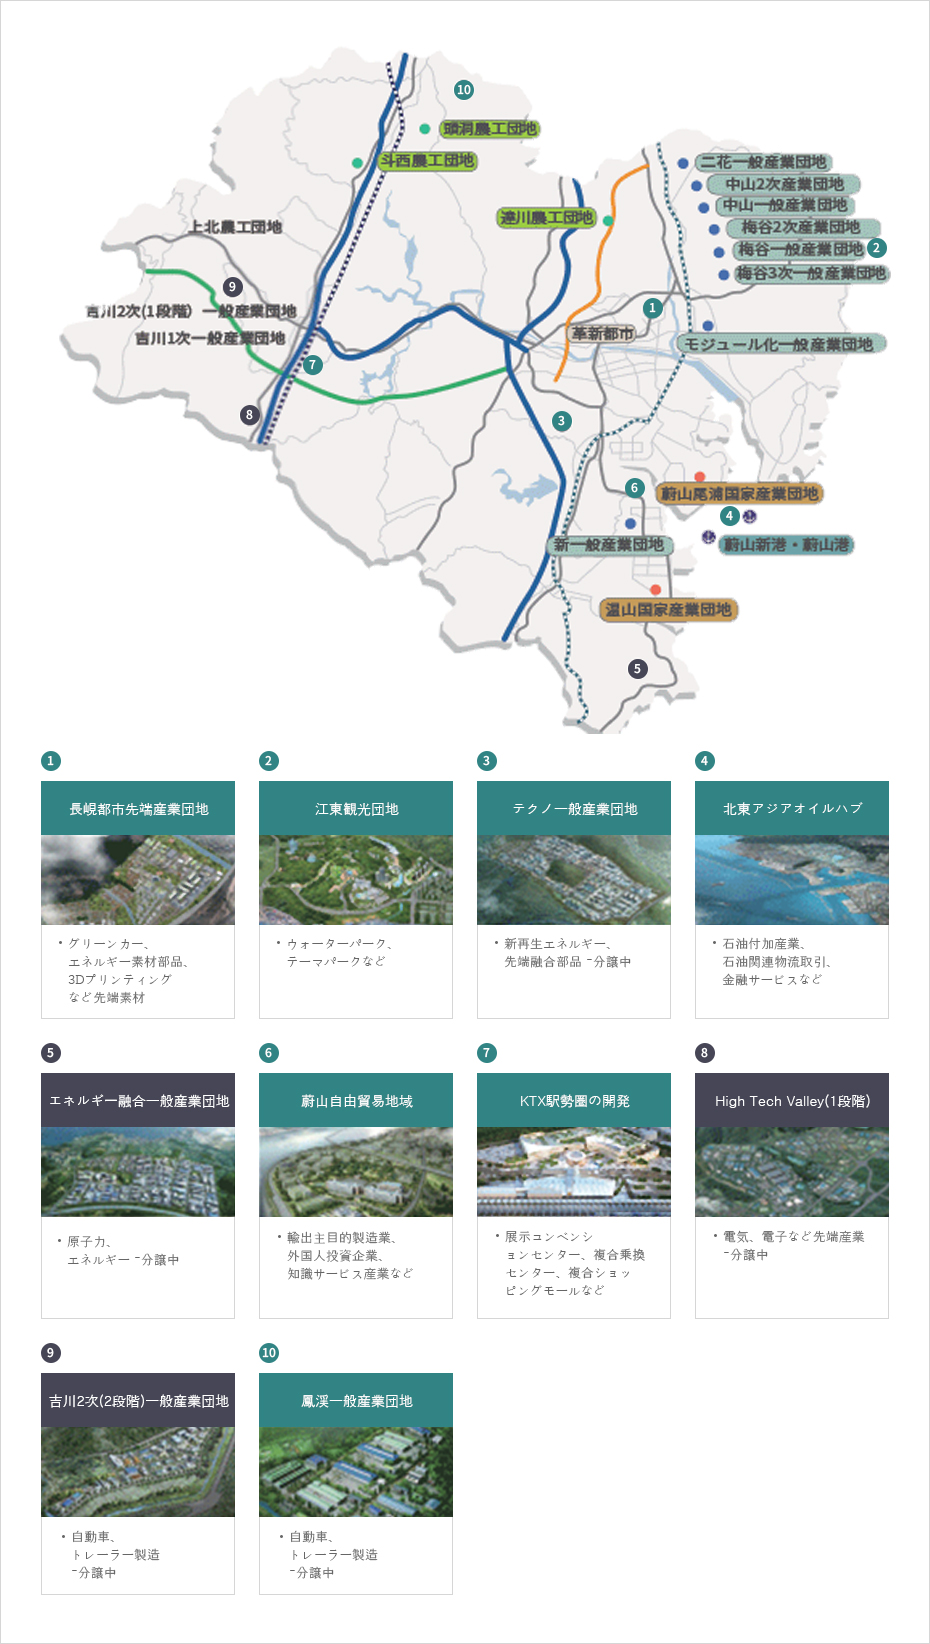 10
頭洞農工団地
斗西農工団地
二花一般産業団地
中山2次産業団地
中山一般産業団地
達川農工団地
上北農工団地
梅谷2次産業団地
梅谷一般産業団地
2
梅谷3次一般産業団地
9
吉川2次(1段階) 一般産業団地
1
革新都市
吉川1次一般産業団地
モジュール化一般産業団地
7
8
3
6
蔚山尾浦国家産業団地
4
新一般産業団地
蔚山新港・蔚山港
温山国家産業団地
5
1
長峴都市先端産業団地
・グリーンカー、
エネルギー素材部品、
3Dプリンティング
など先端素材
2
江東観光団地
・ウォーターパーク、
テーマパークなど
3
テクノ一般産業団地
・新再生エネルギー、
先端融合部品 -分譲中
4
北東アジアオイルハブ
・石油付加産業、
石油関連物流取引、
金融サービスなど
5
エネルギー融合一般産業団地
・原子力、
エネルギー -分譲中
6
蔚山自由貿易地域
・輸出主目的製造業、
外国人投資企業、
知識サービス産業など
7
KTX駅勢圏の開発
・展示コンベンシ
ョンセンター、複合乗換
センター、複合ショッ
ピングモールなど
8
High Tech Valley(1段階)
・電気、電子など先端産業
-分譲中
9
吉川2次(2段階)一般産業団地
・自動車、
トレーラー製造
-分譲中
10
鳳渓一般産業団地
・自動車、
トレーラー製造
-分譲中